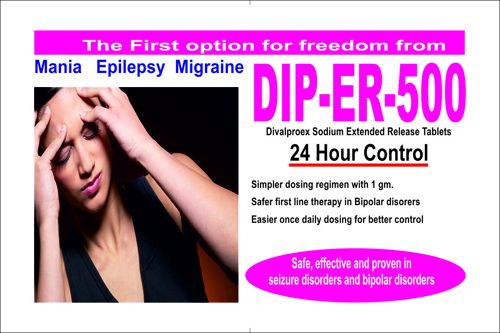 The First option for freedom from
Mania Epilepsy Migraine
DIP-ER-500
Divalproex Sodium Extended Release Tablets
24 Hour Control
Simpler dosing regimen with 1 gm.
Safer first line therapy in Bipolar disorers
Easier once daily dosing for better control
Safe, effective and proven in
seizure disorders and bipolar disorders